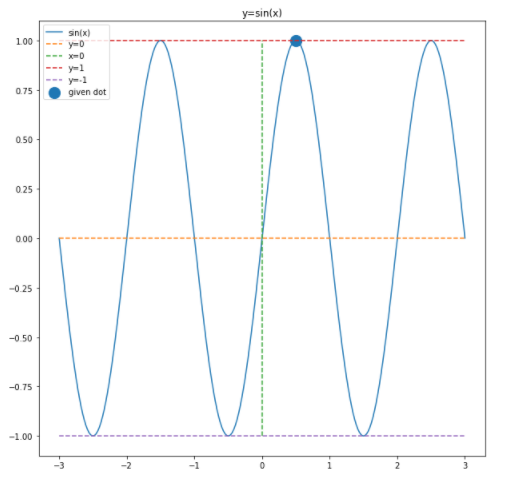 y=sin(x)
sin(x)
y=0
x=0
y=1
y=-1
given dot
1.00
0.75
0.50
0.25
0.00
−0.25
−0.50
−0.75
−1.00
−3 −2 −1 0 1 2 3